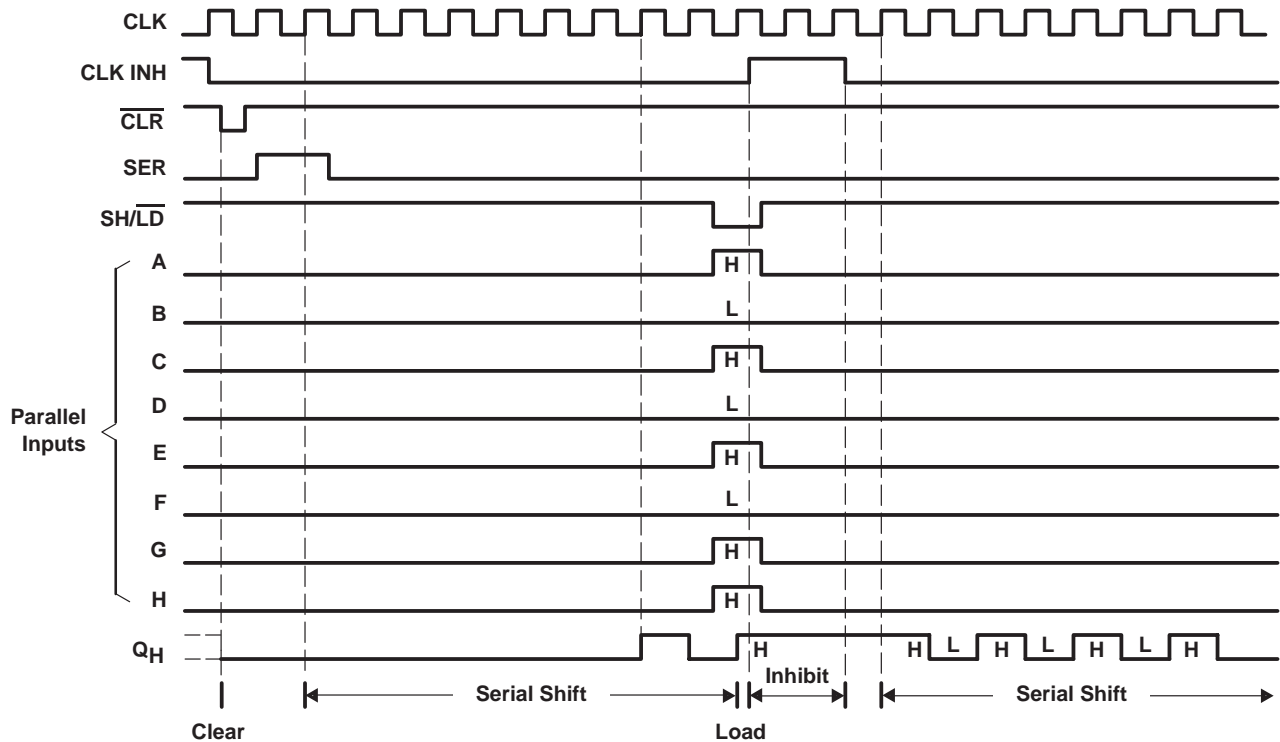 CLK
CLK INH
CLR
SER
SH/LD
A
H
B
L
C
H
D
L
Parallel
Inputs
E
H
F
L
G
H
H
H
QH
H
H
L
H
L
H
L
H
Inhibit
Serial Shift
Serial Shift
Clear
Load